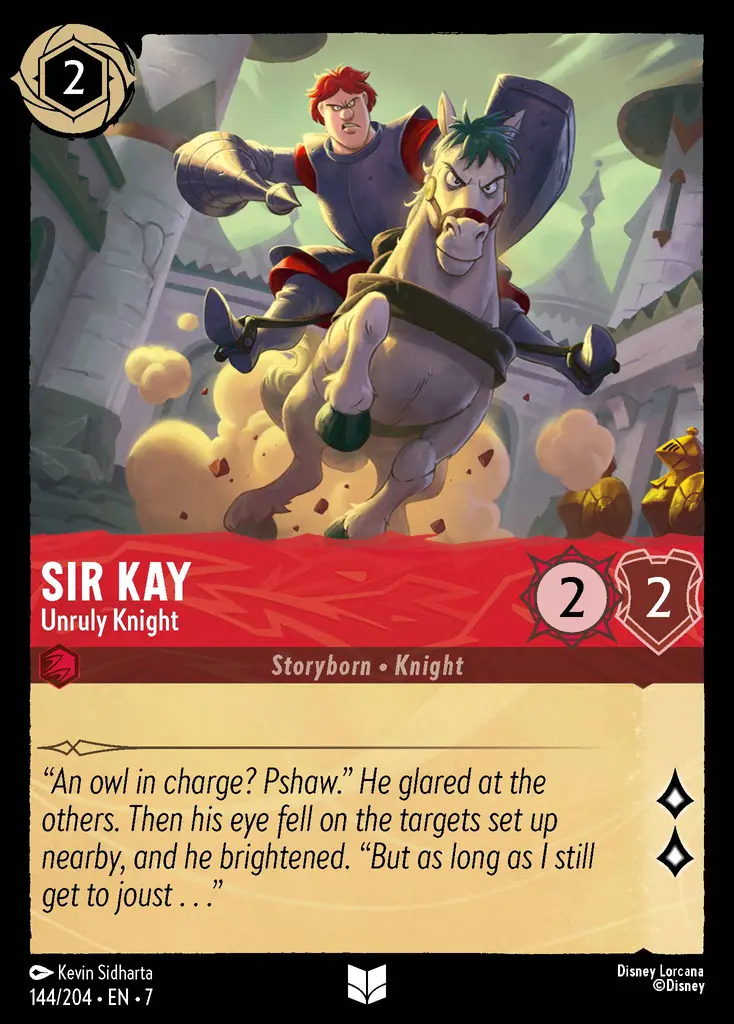 2
SIR KAY
Unruly Knight
2
2
Storyborn • Knight
“An owl in charge? Pshaw.” He glared at the
others. Then his eye fell on the targets set up
nearby, and he brightened. “But as long as I still
get to joust . . .”
Kevin Sidharta
144/204 • EN • 7
Disney Lorcana
©Disney